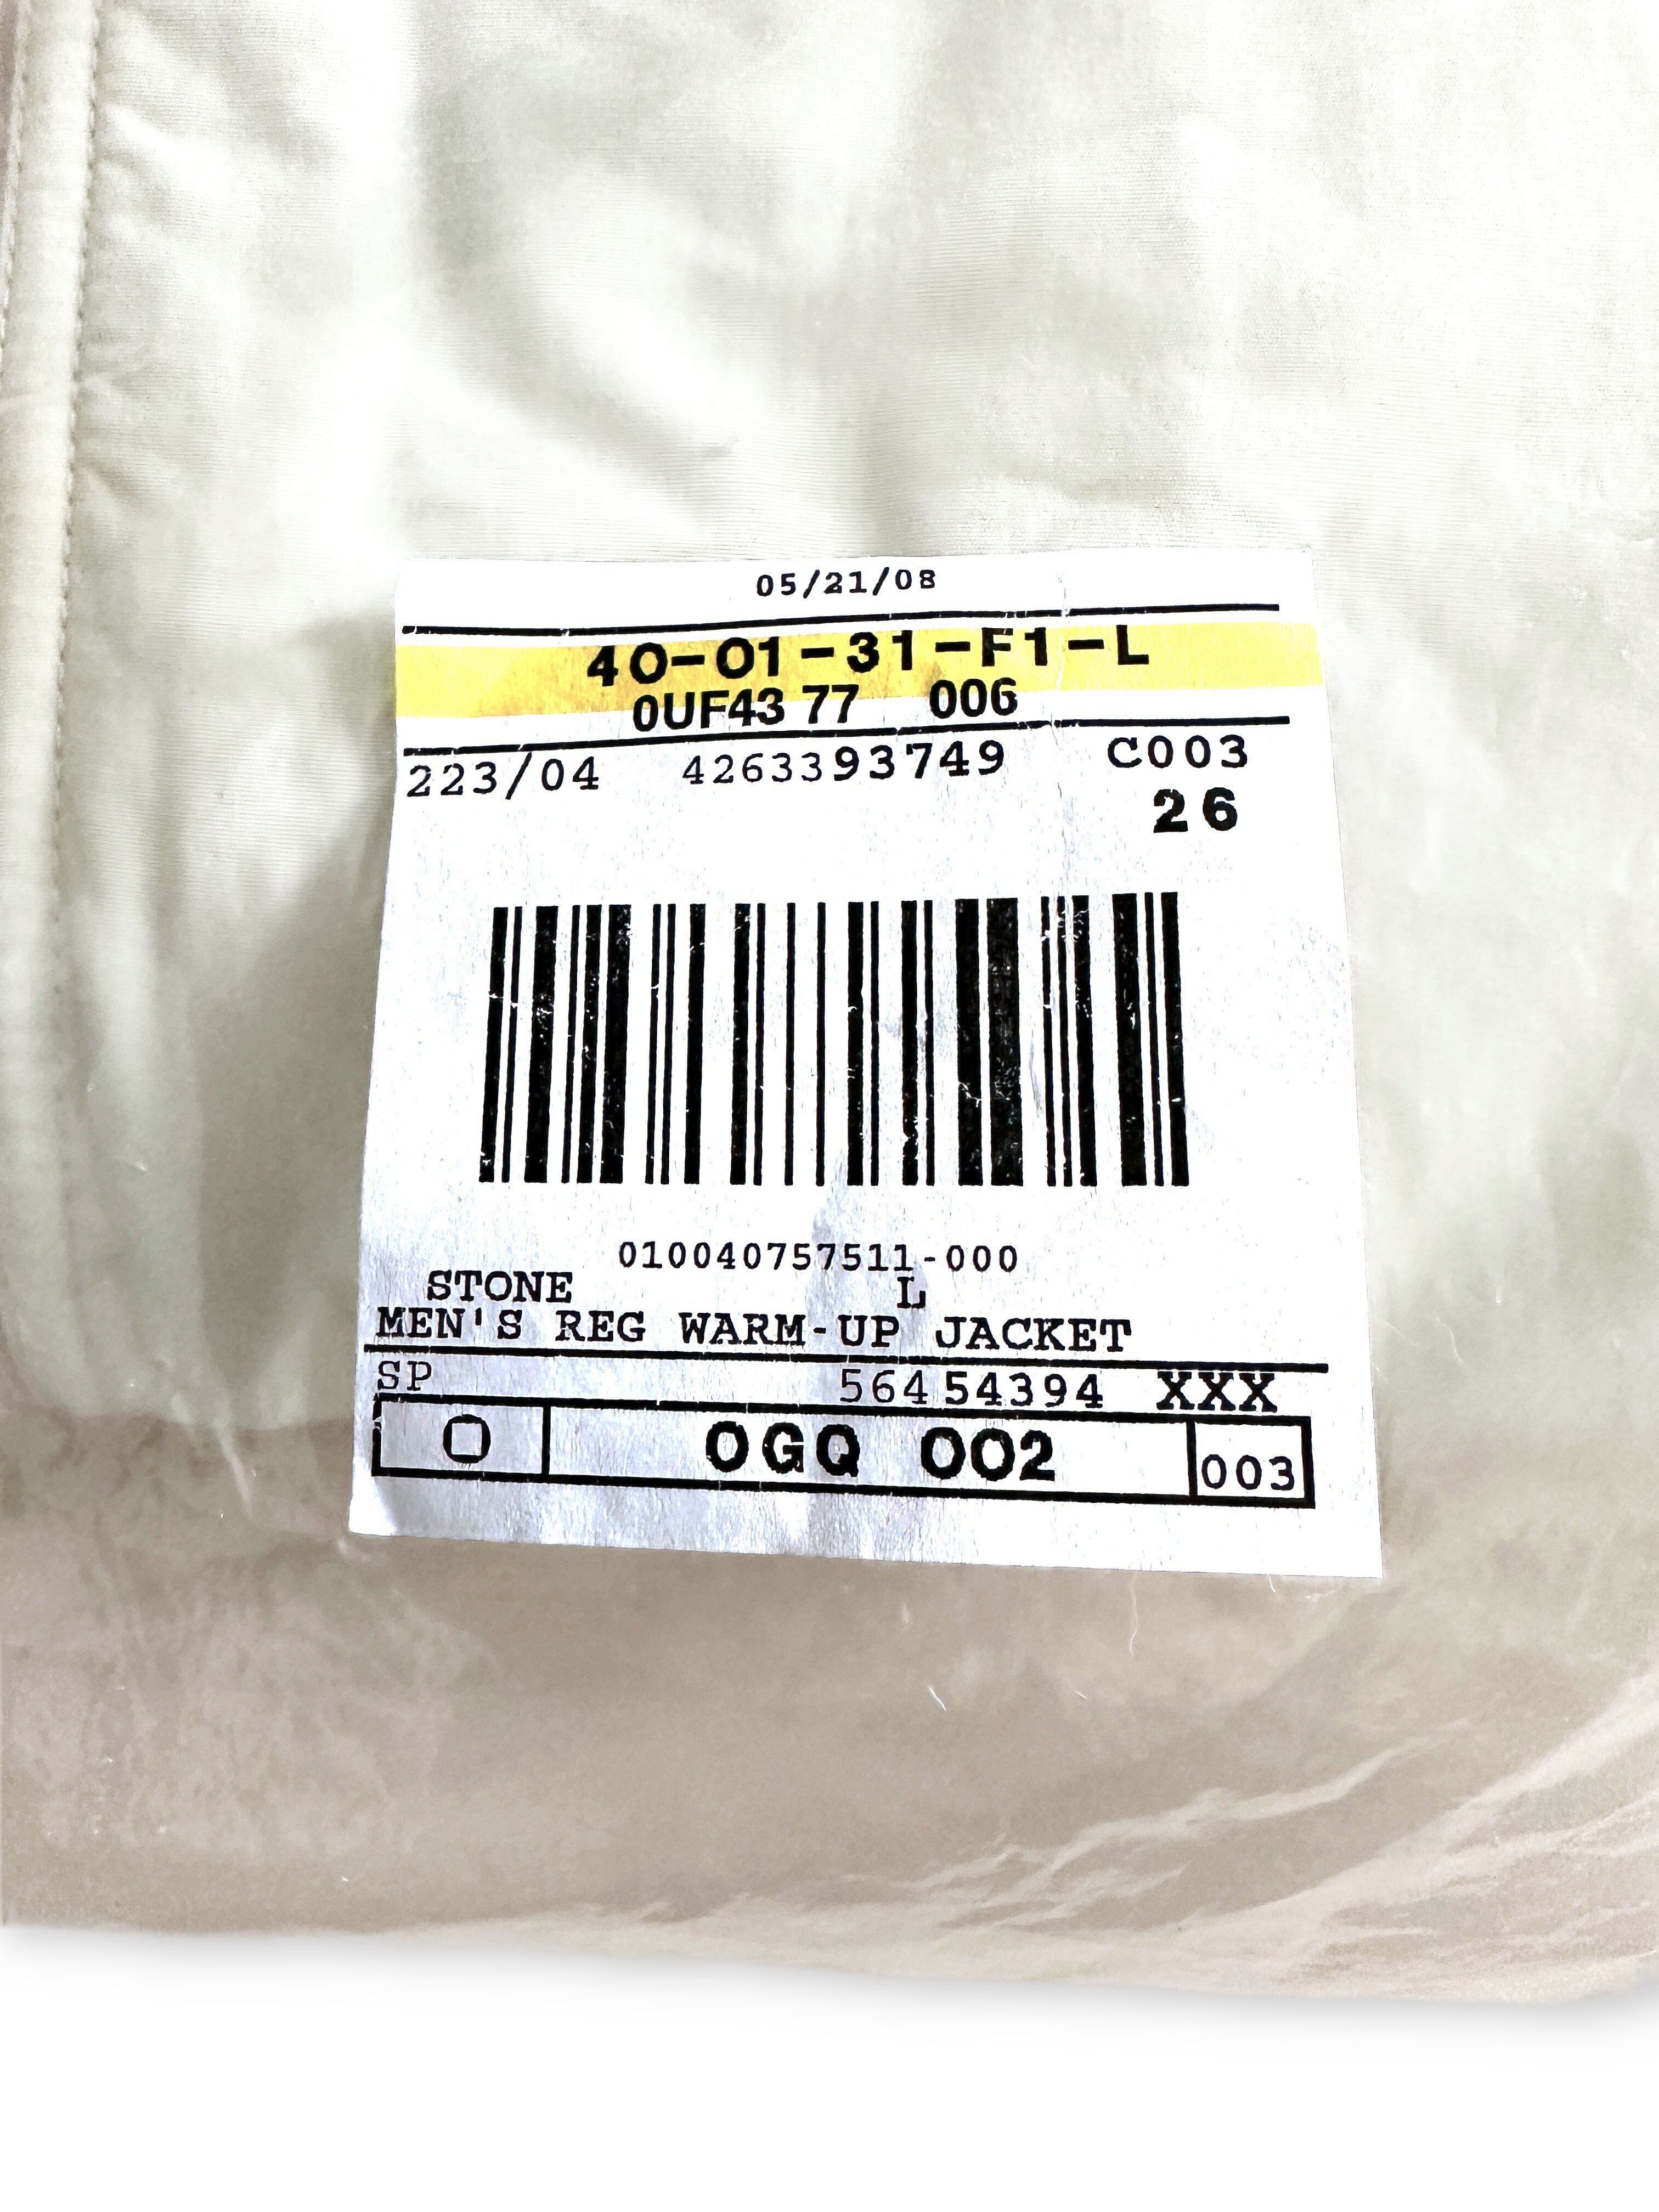 05/21/08
40-01-31-F1-L
0UF43 77 006
223/04 4263393749 C003
26
010040757511-000
STONE L
MEN'S REG WARM-UP JACKET
SP 56454394 XXX
O OGQ 002 003